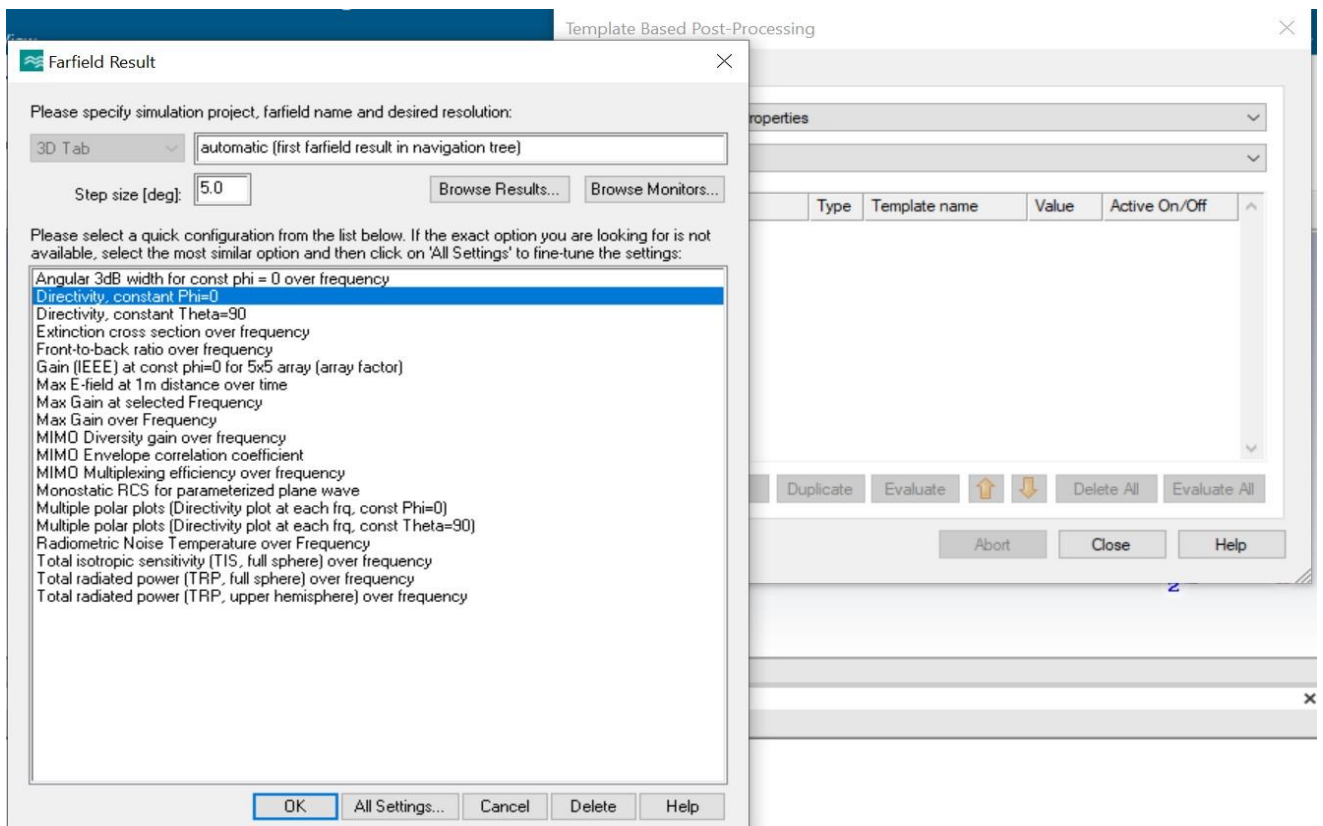 Template Based Post-Processing
Farfield Result
Please specify simulation project, farfield name and desired resolution:
3D Tab
automatic (first farfield result in navigation tree)
Step size [deg]:
5.0
Browse Results...
Browse Monitors...
Please select a quick configuration from the list below. If the exact option you are looking for is not
available, select the most similar option and then click on 'All Settings' to fine-tune the settings:
Angular 3dB width for const phi = 0 over frequency
Directivity, constant Phi=0
Directivity, constant Theta=90
Extinction cross section over frequency
Front-to-back ratio over frequency
Gain (IEEE) at const phi=0 for 5x5 array (array factor)
Max E-field at 1m distance over time
Max Gain at selected Frequency
Max Gain over Frequency
MIMO Diversity gain over frequency
MIMO Envelope correlation coefficient
MIMO Multiplexing efficiency over frequency
Monostatic RCS for parameterized plane wave
Multiple polar plots (Directivity plot at each frq, const Phi=0)
Multiple polar plots (Directivity plot at each frq, const Theta=90)
Radiometric Noise Temperature over Frequency
Total isotropic sensitivity (TIS, full sphere) over frequency
Total radiated power (TRP, full sphere) over frequency
Total radiated power (TRP, upper hemisphere) over frequency
OK
All Settings...
Cancel
Delete
Help
roperties
Type
Template name
Value
Active On/Off
Duplicate
Evaluate
Delete All
Evaluate All
Abort
Close
Help
z